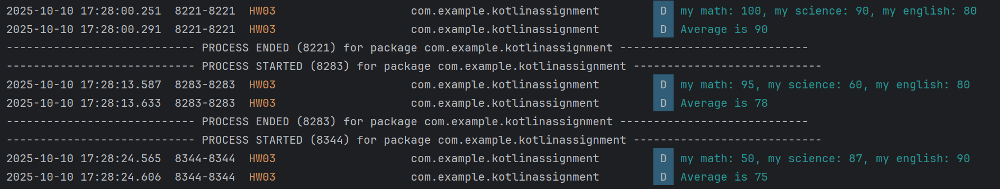 2025-10-10 17:28:00.251  8221-8221  HW03                    com.example.kotlinassignment        D  my math: 100, my science: 90, my english: 80
2025-10-10 17:28:00.291  8221-8221  HW03                    com.example.kotlinassignment        D  Average is 90
---------------------------- PROCESS ENDED (8221) for package com.example.kotlinassignment ----------------------------
---------------------------- PROCESS STARTED (8283) for package com.example.kotlinassignment ----------------------------
2025-10-10 17:28:13.587  8283-8283  HW03                    com.example.kotlinassignment        D  my math: 95, my science: 60, my english: 80
2025-10-10 17:28:13.633  8283-8283  HW03                    com.example.kotlinassignment        D  Average is 78
---------------------------- PROCESS ENDED (8283) for package com.example.kotlinassignment ----------------------------
---------------------------- PROCESS STARTED (8344) for package com.example.kotlinassignment ----------------------------
2025-10-10 17:28:24.565  8344-8344  HW03                    com.example.kotlinassignment        D  my math: 50, my science: 87, my english: 90
2025-10-10 17:28:24.606  8344-8344  HW03                    com.example.kotlinassignment        D  Average is 75